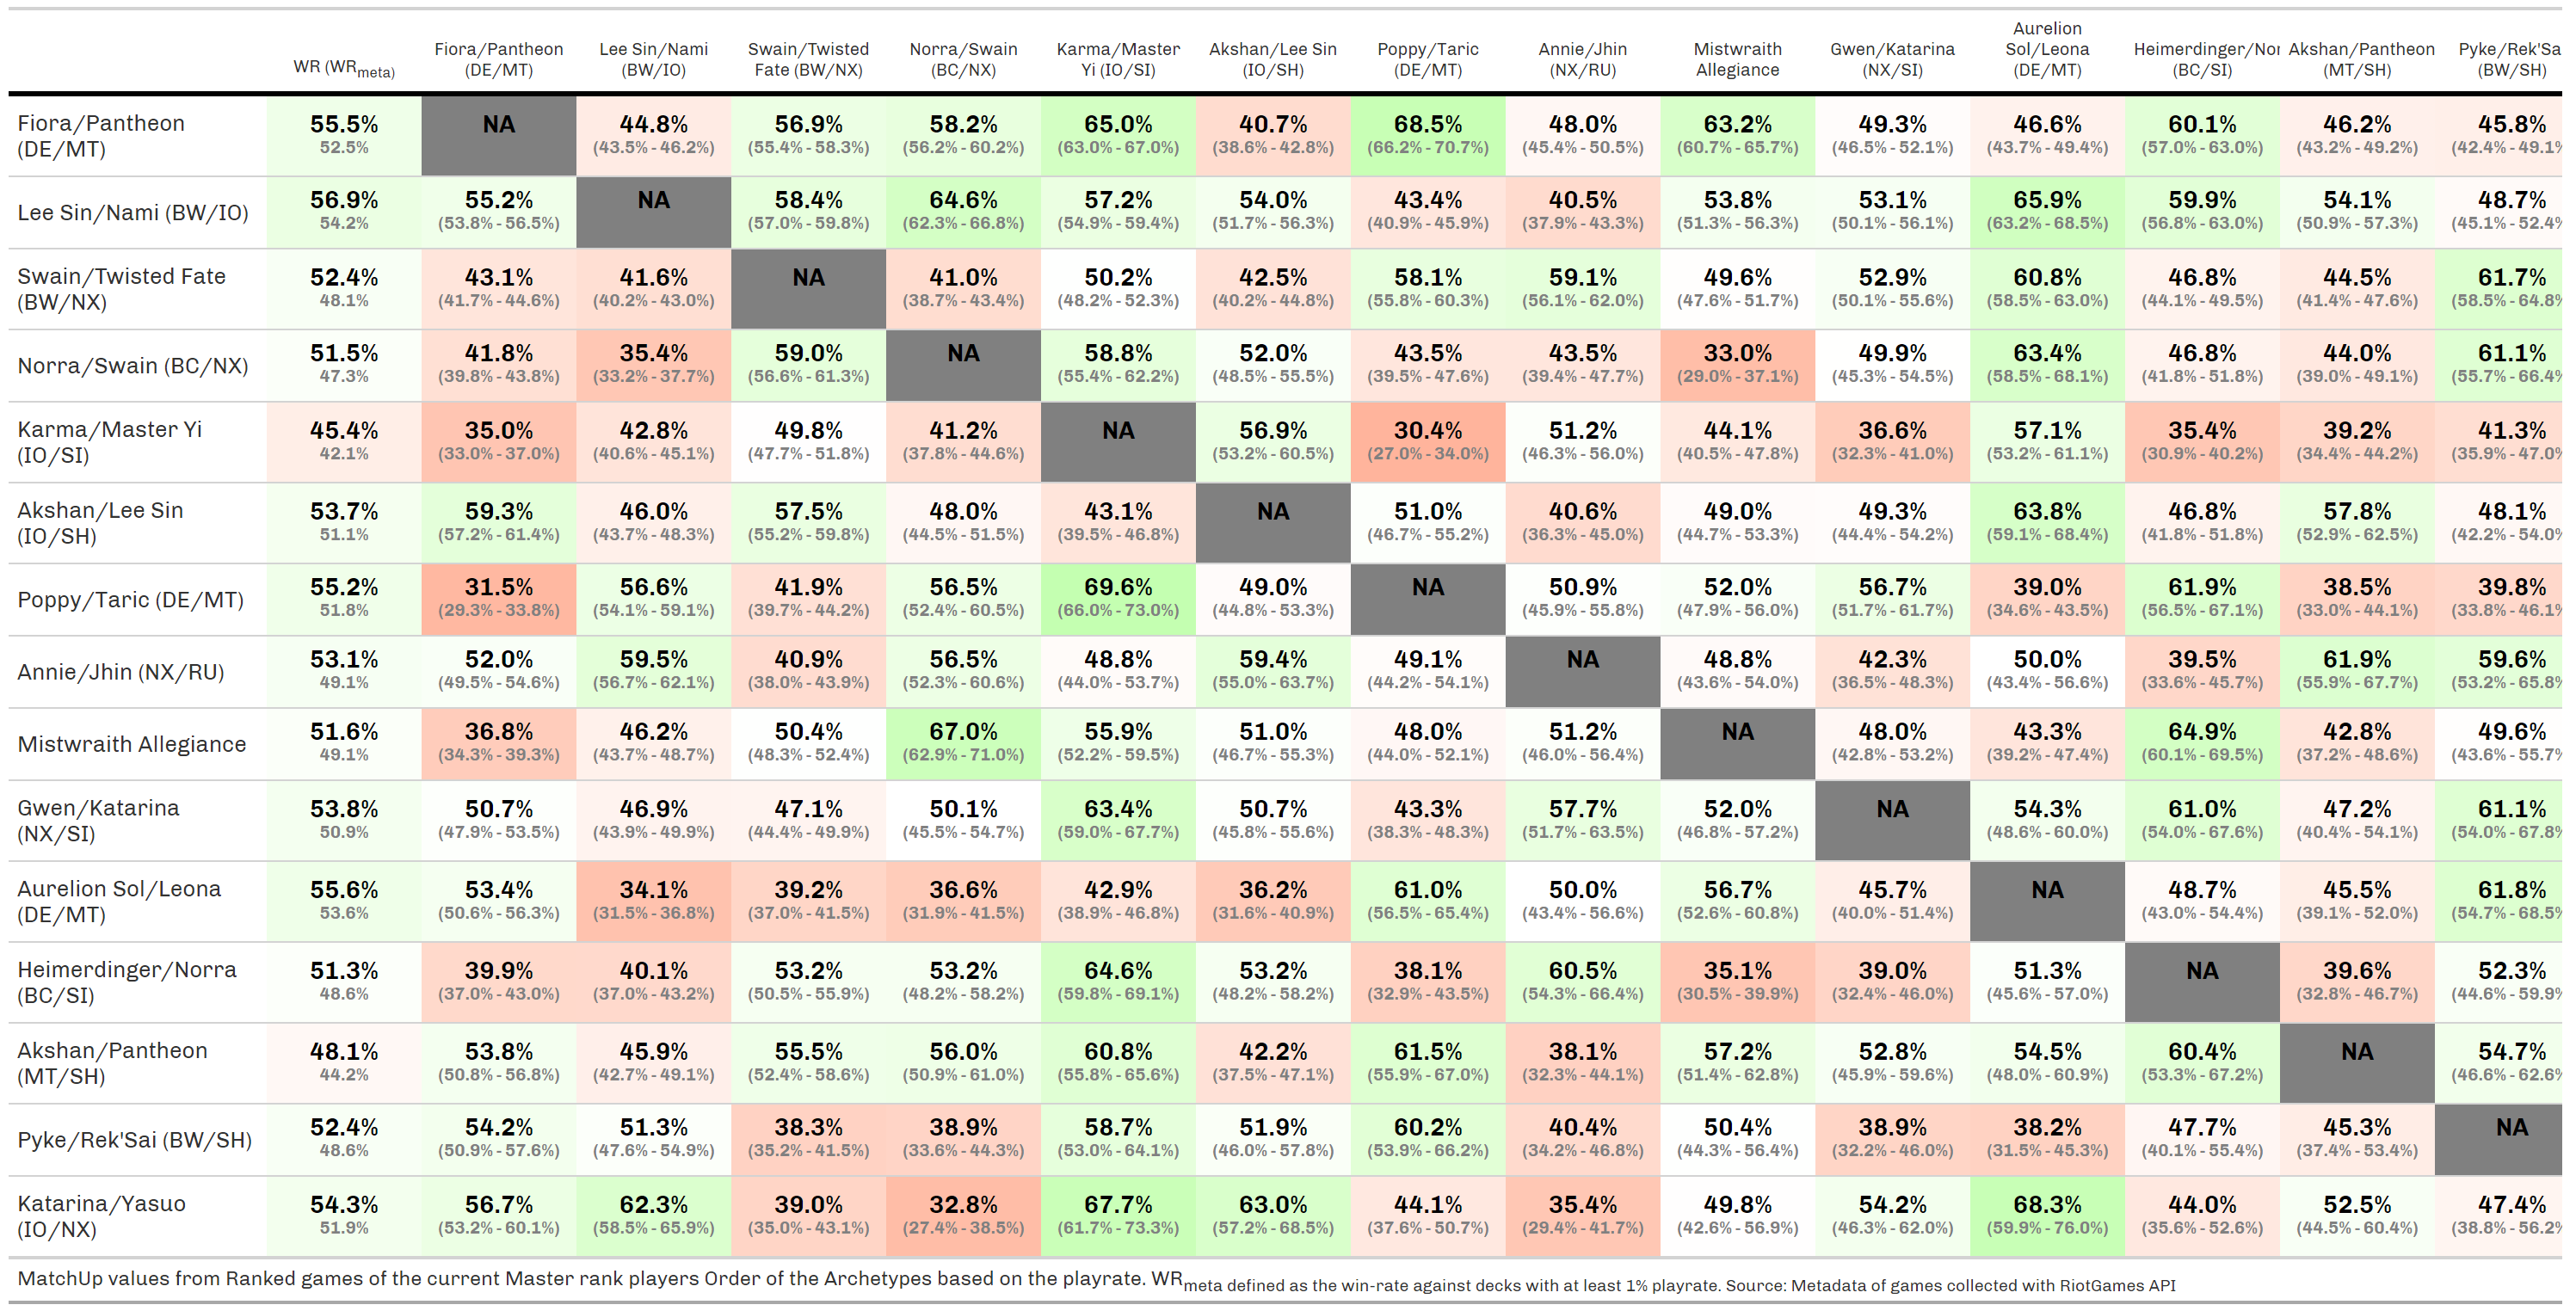 WR (WRmeta) Fiora/Pantheon (DE/MT) Lee Sin/Nami (BW/IO) Swain/Twisted Fate (BW/NX) Norra/Swain (BC/NX) Karma/Master Yi (IO/SI) Akshan/Lee Sin (IO/SH) Poppy/Taric (DE/MT) Annie/Jhin (NX/RU) Mistwraith Allegiance Gwen/Katarina (NX/SI) Aurelion Sol/Leona (DE/MT) Heimerdinger/Nor (BC/SI) Akshan/Pantheon (MT/SH) Pyke/Rek'Sa (BW/SH)
Fiora/Pantheon (DE/MT) 55.5% NA 44.8% 56.9% 58.2% 65.0% 40.7% 68.5% 48.0% 63.2% 49.3% 46.6% 60.1% 46.2% 45.8%
52.5% (43.5% - 46.2%) (55.4% - 58.3%) (56.2% - 60.2%) (63.0% - 67.0%) (38.6% - 42.8%) (66.2% - 70.7%) (45.4% - 50.5%) (60.7% - 65.7%) (46.5% - 52.1%) (43.7% - 49.4%) (57.0% - 63.0%) (43.2% - 49.2%) (42.4% - 49.1%
Lee Sin/Nami (BW/IO) 56.9% 55.2% NA 58.4% 64.6% 57.2% 54.0% 43.4% 40.5% 53.8% 53.1% 65.9% 59.9% 54.1% 48.7%
54.2% (53.8% - 56.5%) (57.0% - 59.8%) (62.3% - 66.8%) (54.9% - 59.4%) (51.7% - 56.3%) (40.9% - 45.9%) (37.9% - 43.3%) (51.3% - 56.3%) (50.1% - 56.1%) (63.2% - 68.5%) (56.8% - 63.0%) (50.9% - 57.3%) (45.1% - 52.4%
Swain/Twisted Fate (BW/NX) 52.4% 43.1% 41.6% NA 41.0% 50.2% 42.5% 58.1% 59.1% 49.6% 52.9% 60.8% 46.8% 44.5% 61.7%
48.1% (41.7% - 44.6%) (40.2% - 43.0%) (38.7% - 43.4%) (48.2% - 52.3%) (40.2% - 44.8%) (55.8% - 60.3%) (56.1% - 62.0%) (47.6% - 51.7%) (50.1% - 55.6%) (58.5% - 63.0%) (44.1% - 49.5%) (41.4% - 47.6%) (58.5% - 64.8%
Norra/Swain (BC/NX) 51.5% 41.8% 35.4% 59.0% NA 58.8% 52.0% 43.5% 43.5% 33.0% 49.9% 63.4% 46.8% 44.0% 61.1%
47.3% (39.8% - 43.8%) (33.2% - 37.7%) (56.6% - 61.3%) (55.4% - 62.2%) (48.5% - 55.5%) (39.5% - 47.6%) (39.4% - 47.7%) (29.0% - 37.1%) (45.3% - 54.5%) (58.5% - 68.1%) (41.8% - 51.8%) (39.0% - 49.1%) (55.7% - 66.4%
Karma/Master Yi (IO/SI) 45.4% 35.0% 42.8% 49.8% 41.2% NA 56.9% 30.4% 51.2% 44.1% 36.6% 57.1% 35.4% 39.2% 41.3%
42.1% (33.0% - 37.0%) (40.6% - 45.1%) (47.7% - 51.8%) (37.8% - 44.6%) (53.2% - 60.5%) (27.0% - 34.0%) (46.3% - 56.0%) (40.5% - 47.8%) (32.3% - 41.0%) (53.2% - 61.1%) (30.9% - 40.2%) (34.4% - 44.2%) (35.9% - 47.0%
Akshan/Lee Sin (IO/SH) 53.7% 59.3% 46.0% 57.5% 48.0% 43.1% NA 51.0% 40.6% 49.0% 49.3% 63.8% 46.8% 57.8% 48.1%
51.1% (57.2% - 61.4%) (43.7% - 48.3%) (55.2% - 59.8%) (44.5% - 51.5%) (39.5% - 46.8%) (46.7% - 55.2%) (36.3% - 45.0%) (44.7% - 53.3%) (44.4% - 54.2%) (59.1% - 68.4%) (41.8% - 51.8%) (52.9% - 62.5%) (42.2% - 54.0%
Poppy/Taric (DE/MT) 55.2% 31.5% 56.6% 41.9% 56.5% 69.6% 49.0% NA 50.9% 52.0% 56.7% 39.0% 61.9% 38.5% 39.8%
51.8% (29.3% - 33.8%) (54.1% - 59.1%) (39.7% - 44.2%) (52.4% - 60.5%) (66.0% - 73.0%) (44.8% - 53.3%) (45.9% - 55.8%) (47.9% - 56.0%) (51.7% - 61.7%) (34.6% - 43.5%) (56.5% - 67.1%) (33.0% - 44.1%) (33.8% - 46.1%
Annie/Jhin (NX/RU) 53.1% 52.0% 59.5% 40.9% 56.5% 48.8% 59.4% 49.1% NA 48.8% 42.3% 50.0% 39.5% 61.9% 59.6%
49.1% (49.5% - 54.6%) (56.7% - 62.1%) (38.0% - 43.9%) (52.3% - 60.6%) (44.0% - 53.7%) (55.0% - 63.7%) (44.2% - 54.1%) (43.6% - 54.0%) (36.5% - 48.3%) (43.4% - 56.6%) (33.6% - 45.7%) (55.9% - 67.7%) (53.2% - 65.8%
Mistwraith Allegiance 51.6% 36.8% 46.2% 50.4% 67.0% 55.9% 51.0% 48.0% 51.2% NA 48.0% 43.3% 64.9% 42.8% 49.6%
49.1% (34.3% - 39.3%) (43.7% - 48.7%) (48.3% - 52.4%) (62.9% - 71.0%) (52.2% - 59.5%) (46.7% - 55.3%) (44.0% - 52.1%) (46.0% - 56.4%) (42.8% - 53.2%) (39.2% - 47.4%) (60.1% - 69.5%) (37.2% - 48.6%) (43.6% - 55.7%
Gwen/Katarina (NX/SI) 53.8% 50.7% 46.9% 47.1% 50.1% 63.4% 50.7% 43.3% 57.7% 52.0% NA 54.3% 61.0% 47.2% 61.1%
50.9% (47.9% - 53.5%) (43.9% - 49.9%) (44.4% - 49.9%) (45.5% - 54.7%) (59.0% - 67.7%) (45.8% - 55.6%) (38.3% - 48.3%) (51.7% - 63.5%) (46.8% - 57.2%) (48.6% - 60.0%) (54.0% - 67.6%) (40.4% - 54.1%) (54.0% - 67.8%
Aurelion Sol/Leona (DE/MT) 55.6% 53.4% 34.1% 39.2% 36.6% 42.9% 36.2% 61.0% 50.0% 56.7% 45.7% NA 48.7% 45.5% 61.8%
53.6% (50.6% - 56.3%) (31.5% - 36.8%) (37.0% - 41.5%) (31.9% - 41.5%) (38.9% - 46.8%) (31.6% - 40.9%) (56.5% - 65.4%) (43.4% - 56.6%) (52.6% - 60.8%) (40.0% - 51.4%) (43.0% - 54.4%) (39.1% - 52.0%) (54.7% - 68.5%
Heimerdinger/Norra (BC/SI) 51.3% 39.9% 40.1% 53.2% 53.2% 64.6% 53.2% 38.1% 60.5% 35.1% 39.0% 51.3% NA 39.6% 52.3%
48.6% (37.0% - 43.0%) (37.0% - 43.2%) (50.5% - 55.9%) (48.2% - 58.2%) (59.8% - 69.1%) (48.2% - 58.2%) (32.9% - 43.5%) (54.3% - 66.4%) (30.5% - 39.9%) (32.4% - 46.0%) (45.6% - 57.0%) (32.8% - 46.7%) (44.6% - 59.9%
Akshan/Pantheon (MT/SH) 48.1% 53.8% 45.9% 55.5% 56.0% 60.8% 42.2% 61.5% 38.1% 57.2% 52.8% 54.5% 60.4% NA 54.7%
44.2% (50.8% - 56.8%) (42.7% - 49.1%) (52.4% - 58.6%) (50.9% - 61.0%) (55.8% - 65.6%) (37.5% - 47.1%) (55.9% - 67.0%) (32.3% - 44.1%) (51.4% - 62.8%) (45.9% - 59.6%) (48.0% - 60.9%) (53.3% - 67.2%) (46.6% - 62.6%
Pyke/Rek'Sai (BW/SH) 52.4% 54.2% 51.3% 38.3% 38.9% 58.7% 51.9% 60.2% 40.4% 50.4% 38.9% 38.2% 47.7% 45.3% NA
48.6% (50.9% - 57.6%) (47.6% - 54.9%) (35.2% - 41.5%) (33.6% - 44.3%) (53.0% - 64.1%) (46.0% - 57.8%) (53.9% - 66.2%) (34.2% - 46.8%) (44.3% - 56.4%) (32.2% - 46.0%) (31.5% - 45.3%) (40.1% - 55.4%) (37.4% - 53.4%)
Katarina/Yasuo (IO/NX) 54.3% 56.7% 62.3% 39.0% 32.8% 67.7% 63.0% 44.1% 35.4% 49.8% 54.2% 68.3% 44.0% 52.5% 47.4%
51.9% (53.2% - 60.1%) (58.5% - 65.9%) (35.0% - 43.1%) (27.4% - 38.5%) (61.7% - 73.3%) (57.2% - 68.5%) (37.6% - 50.7%) (29.4% - 41.7%) (42.6% - 56.9%) (46.3% - 62.0%) (59.9% - 76.0%) (35.6% - 52.6%) (44.5% - 60.4%) (38.8% - 56.2%
MatchUp values from Ranked games of the current Master rank players Order of the Archetypes based on the playrate. WRmeta defined as the win-rate against decks with at least 1% playrate. Source: Metadata of games collected with RiotGames API